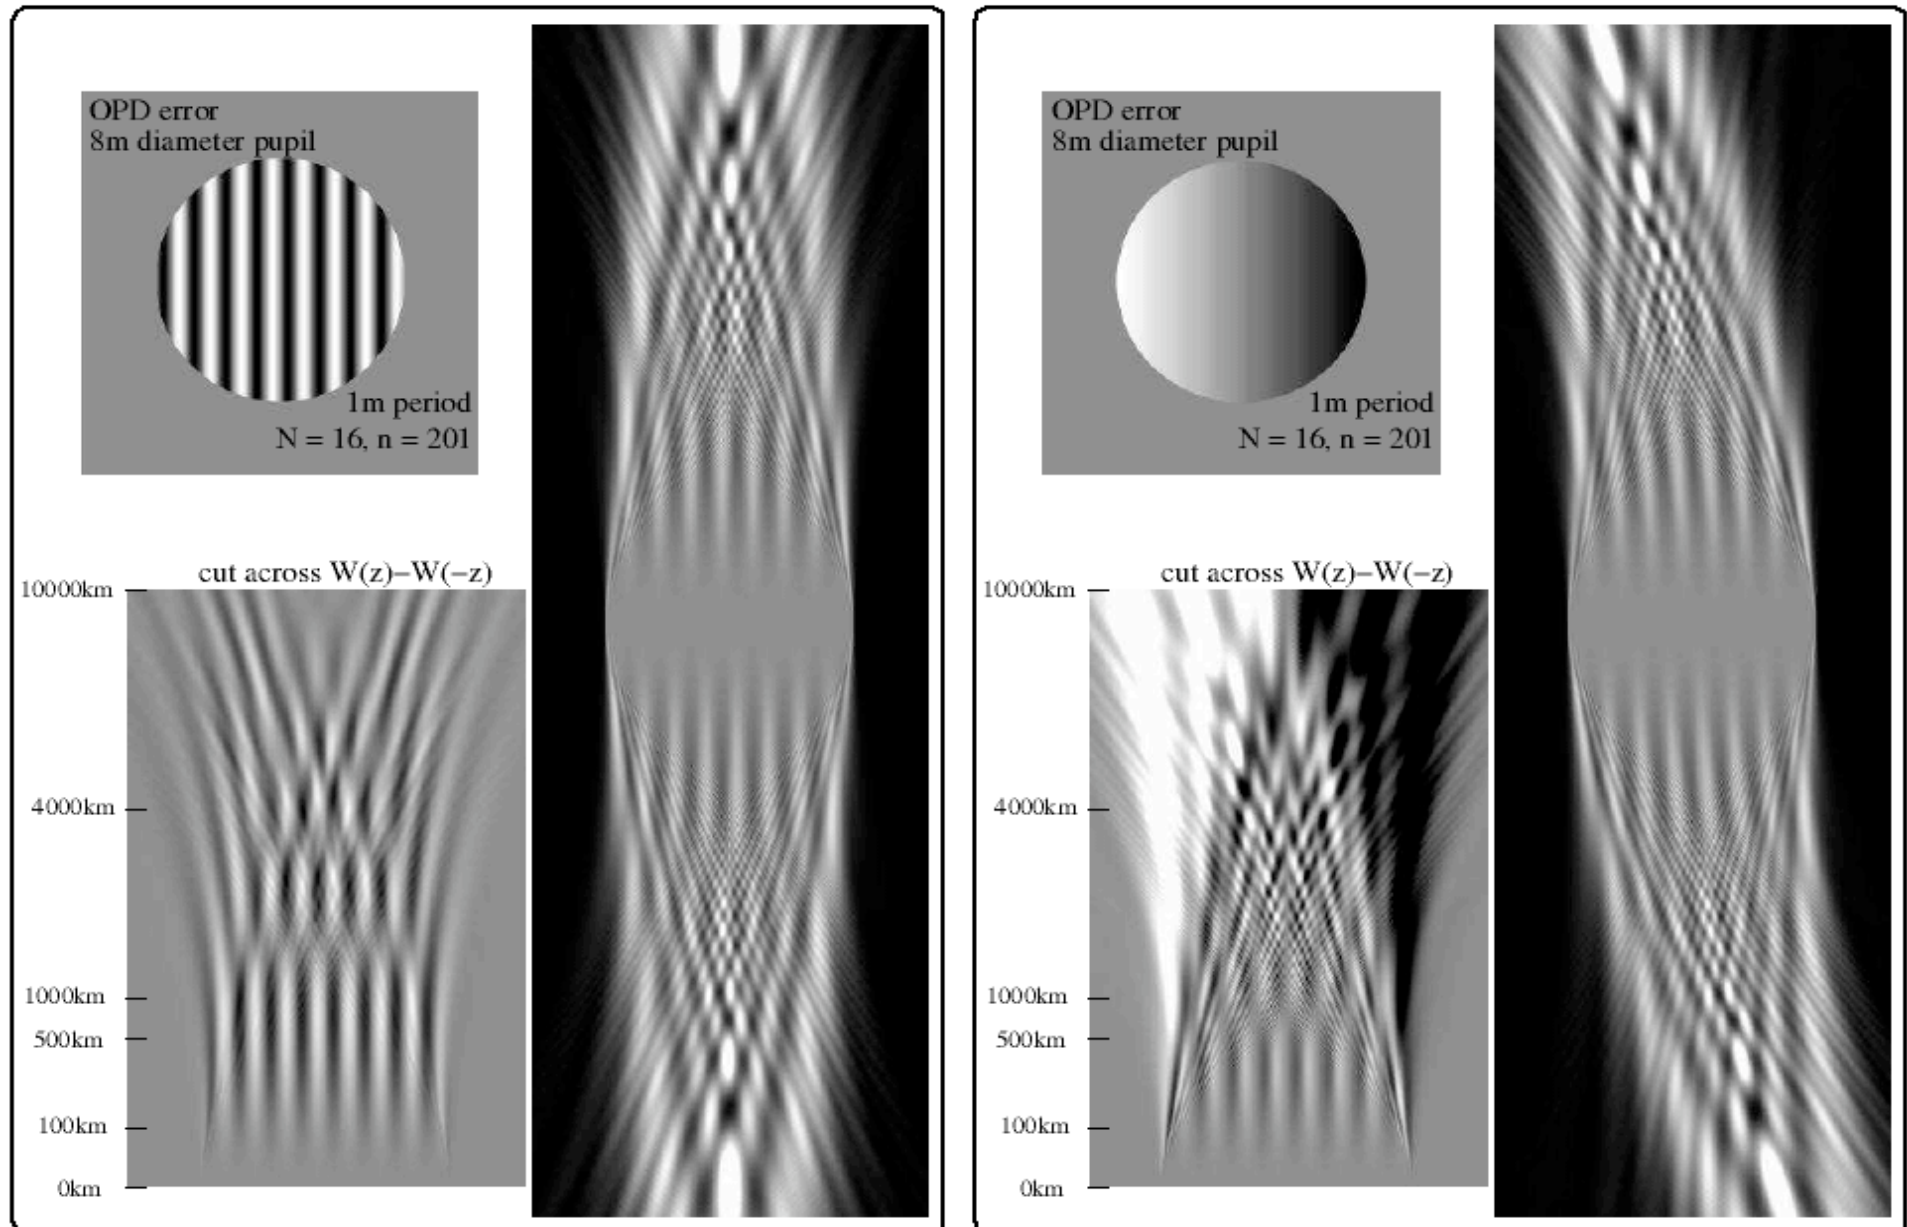 OPD error
8m diameter pupil
1m period
N = 16, n = 201
cut across W(z)−W(−z)
10000km
4000km
1000km
500km
100km
0km
OPD error
8m diameter pupil
1m period
N = 16, n = 201
cut across W(z)−W(−z)
10000km
4000km
1000km
500km
100km
0km